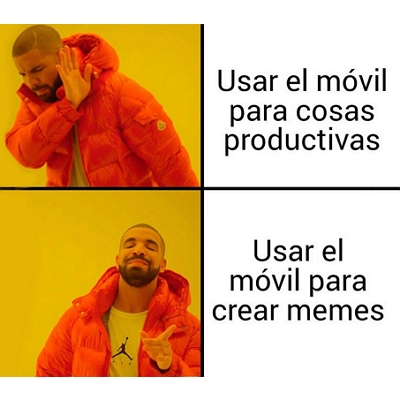 Usar el móvil
para cosas
productivas
Usar el
móvil para
crear memes